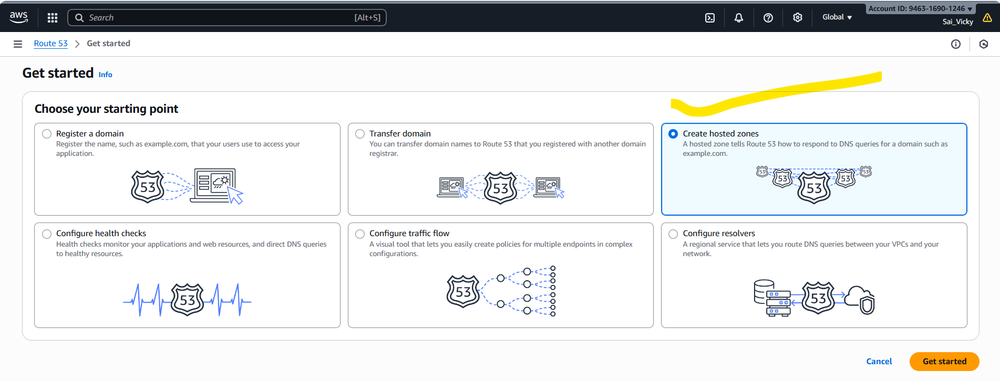 aws
Search
[Alt+S]
Global ▼
Account ID: 9463-1690-1246 ▼
Sai_Vicky
Route 53 > Get started
Get started Info
Choose your starting point
Register a domain
Register the name, such as example.com, that your users use to access your
application.
53
Transfer domain
You can transfer domain names to Route 53 that you registered with another domain
registrar.
53
Create hosted zones
A hosted zone tells Route 53 how to respond to DNS queries for a domain such as
example.com.
53 53 53 53 53
Configure health checks
Health checks monitor your applications and web resources, and direct DNS queries
to healthy resources.
53
Configure traffic flow
A visual tool that lets you easily create policies for multiple endpoints in complex
configurations.
53
Configure resolvers
A regional service that lets you route DNS queries between your VPCs and your
network.
53
Cancel
Get started